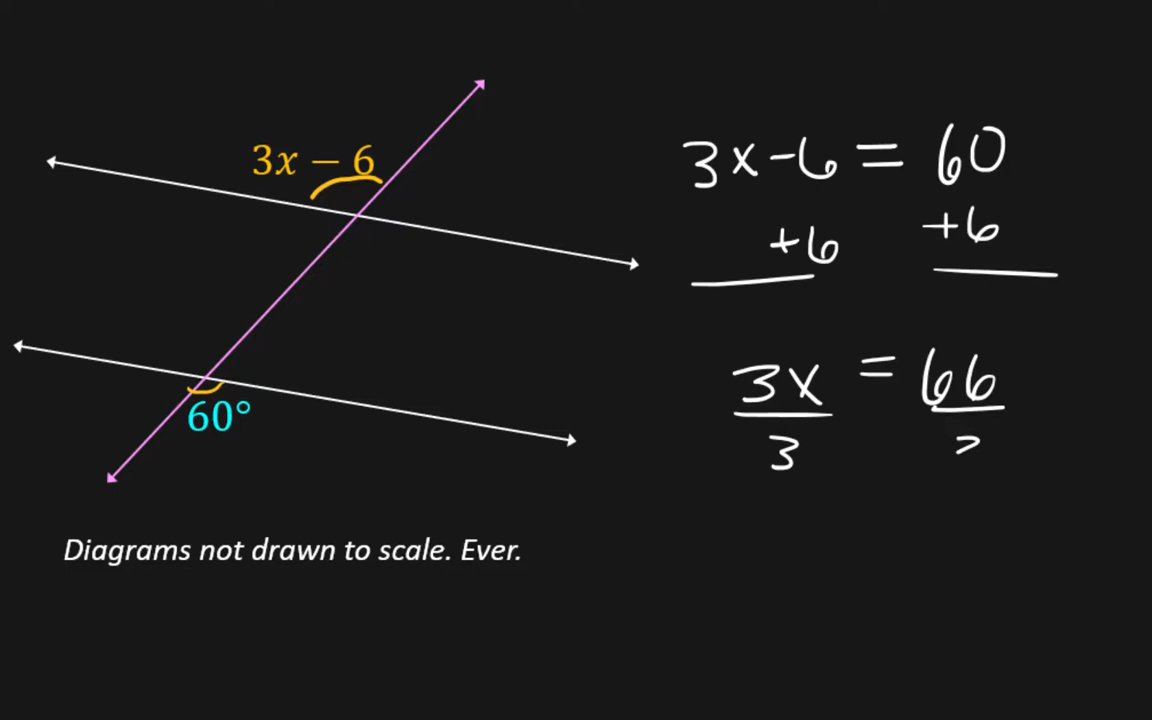 3x − 6
60°
Diagrams not drawn to scale. Ever.
3x-6 = 60
+6 +6
3x = 66
3